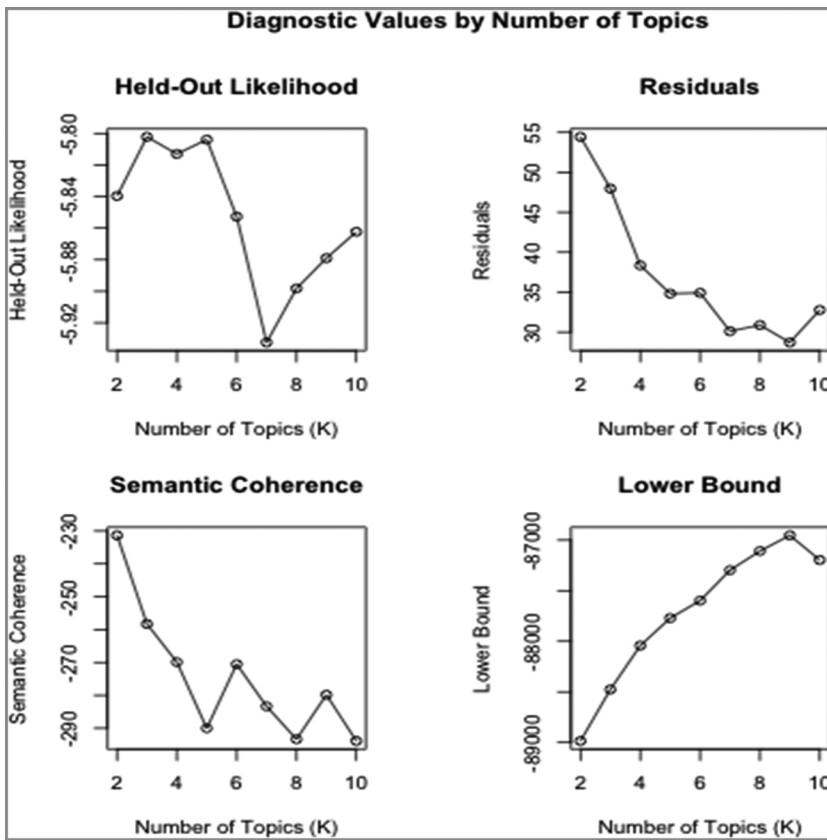 Diagnostic Values by Number of Topics
Held-Out Likelihood
Held-Out Likelihood
-5.80
-5.84
-5.88
-5.92
2 4 6 8 10
Number of Topics (K)
Residuals
Residuals
55
50
45
40
35
30
2 4 6 8 10
Number of Topics (K)
Semantic Coherence
Semantic Coherence
-230
-250
-270
-290
2 4 6 8 10
Number of Topics (K)
Lower Bound
Lower Bound
-87000
-88000
-89000
2 4 6 8 10
Number of Topics (K)